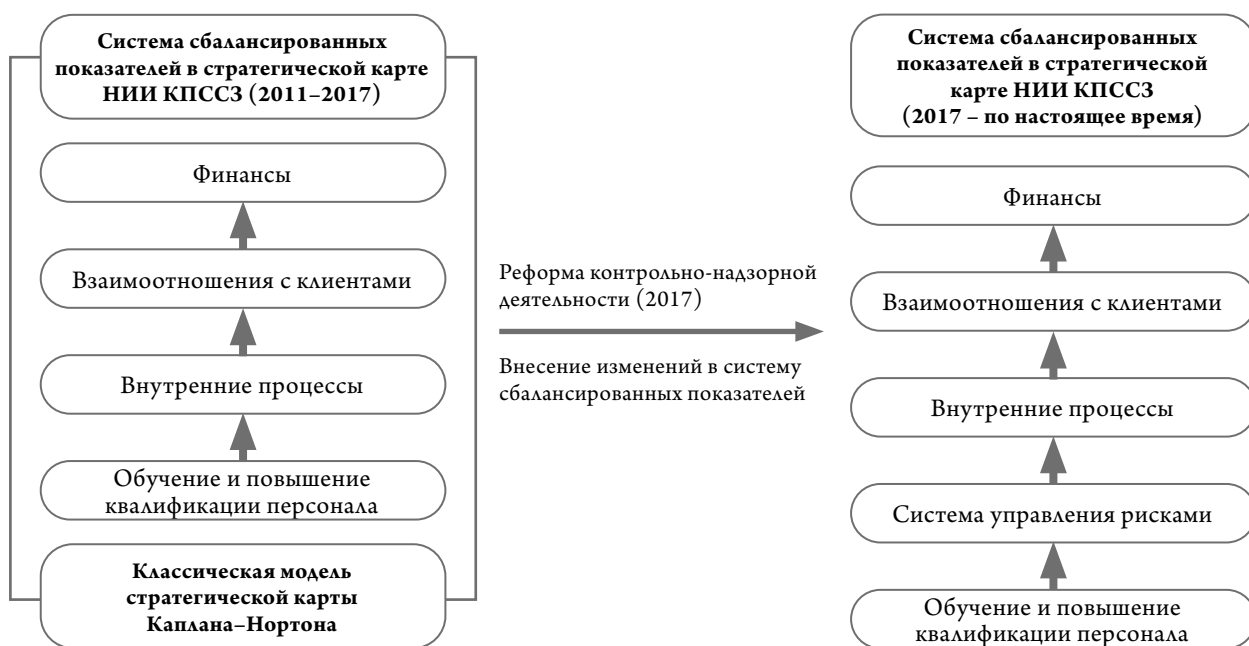 Система сбалансированных
показателей в стратегической карте
НИИ КПССЗ (2011–2017)
Финансы
Взаимоотношения с клиентами
Внутренние процессы
Обучение и повышение
квалификации персонала
Классическая модель
стратегической карты
Каплана–Нортона
Реформа контрольно-надзорной
деятельности (2017)
Внесение изменений в систему
сбалансированных показателей
Система сбалансированных
показателей в стратегической
карте НИИ КПССЗ
(2017 – по настоящее время)
Финансы
Взаимоотношения с клиентами
Внутренние процессы
Система управления рисками
Обучение и повышение
квалификации персонала